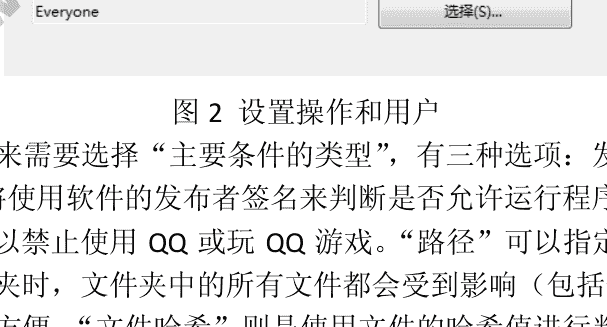 Everyone
选择(S)...
图 2 设置操作和用户
来需要选择“主要条件的类型”，有三种选项：发
将使用软件的发布者签名来判断是否允许运行程序
以禁止使用 QQ 或玩 QQ 游戏。“路径”可以指定
夹时，文件夹中的所有文件都会受到影响（包括
方便。“文件哈希”则是使用文件的哈希值进行判